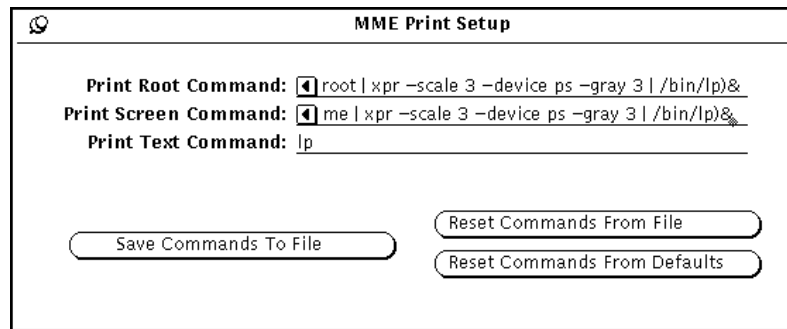 MME Print Setup
Print Root Command: root | xpr –scale 3 –device ps –gray 3 | /bin/lp)&
Print Screen Command: me | xpr –scale 3 –device ps –gray 3 | /bin/lp)&
Print Text Command: lp
Reset Commands From File
Save Commands To File
Reset Commands From Defaults